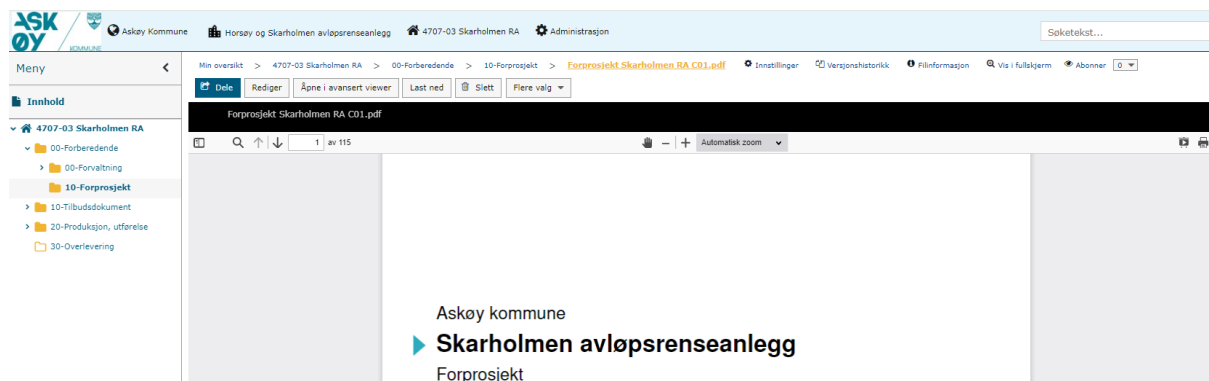 ASK
ØY
KOMMUNE
Askøy Kommune
Horsøy og Skarholmen avløpsrenseanlegg
4707-03 Skarholmen RA
Administrasjon
Søketekst...
Meny
Min oversikt > 4707-03 Skarholmen RA > 00-Forberedende > 10-Forprosjekt > Forprosjekt Skarholmen RA C01.pdf
Innstillinger
Versjonshistorikk
Filinformasjon
Vis i fullskjerm
Abonner
0
Dele
Rediger
Åpne i avansert viewer
Last ned
Slett
Flere valg
Innhold
4707-03 Skarholmen RA
00-Forberedende
00-Forvaltning
10-Forprosjekt
10-Tilbudsdokument
20-Produksjon, utførelse
30-Overlevering
Forprosjekt Skarholmen RA C01.pdf
1 av 115
Automatisk zoom
Askøy kommune
Skarholmen avløpsrenseanlegg
Forprosjekt